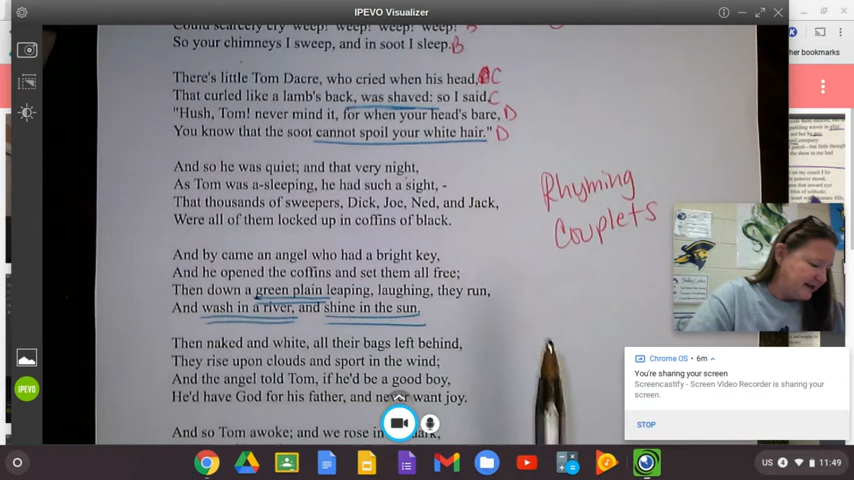 IPEVO Visualizer
Could scarcely cry weep! weep! weep! weep! B
So your chimneys I sweep, and in soot I sleep. B
There's little Tom Dacre, who cried when his head, C
That curled like a lamb's back, was shaved: so I said, C
"Hush, Tom! never mind it, for when your head's bare, D
You know that the soot cannot spoil your white hair." D
And so he was quiet; and that very night,
As Tom was a-sleeping, he had such a sight, -
That thousands of sweepers, Dick, Joe, Ned, and Jack,
Were all of them locked up in coffins of black.
Rhyming
Couplets
And by came an angel who had a bright key,
And he opened the coffins and set them all free;
Then down a green plain leaping, laughing, they run,
And wash in a river, and shine in the sun.
Then naked and white, all their bags left behind,
They rise upon clouds and sport in the wind;
And the angel told Tom, if he'd be a good boy,
He'd have God for his father, and never want joy.
And so Tom awoke; and we rose in dark,
her bookmarks
Chrome OS • 6m
You're sharing your screen
Screencastify - Screen Video Recorder is sharing your
screen.
STOP
IPEVO
US 4 11:49